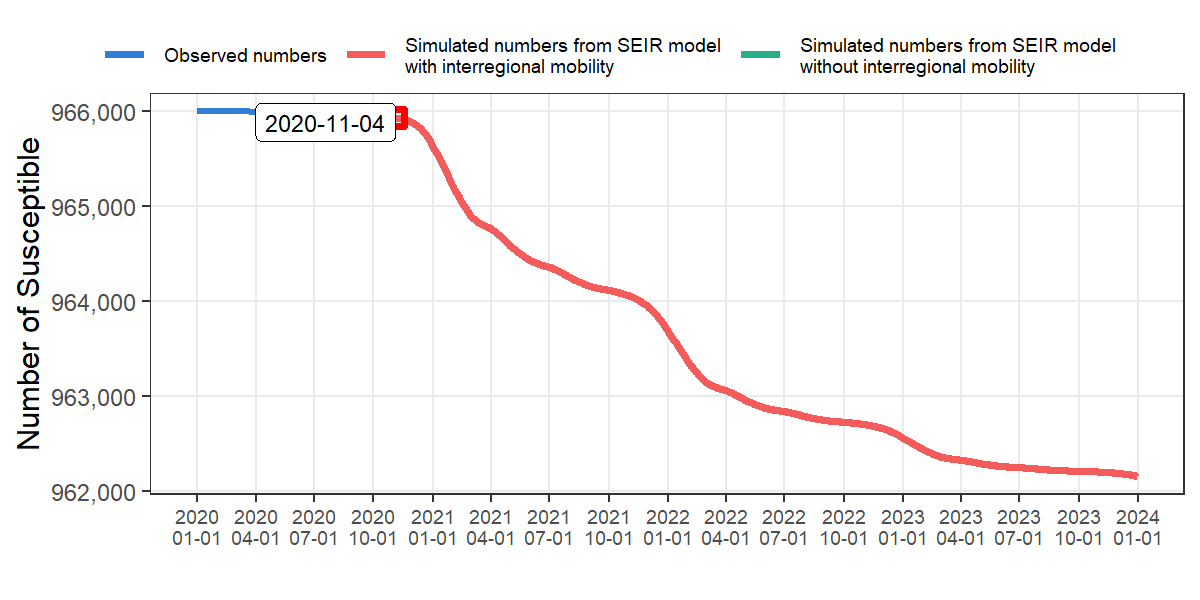 Observed numbers
Simulated numbers from SEIR model
with interregional mobility
Simulated numbers from SEIR model
without interregional mobility
Number of Susceptible
966,000
965,000
964,000
963,000
962,000
2020-11-04
2020 2020 2020 2020 2021 2021 2021 2021 2022 2022 2022 2022 2023 2023 2023 2023 2024
01-01 04-01 07-01 10-01 01-01 04-01 07-01 10-01 01-01 04-01 07-01 10-01 01-01 04-01 07-01 10-01 01-01